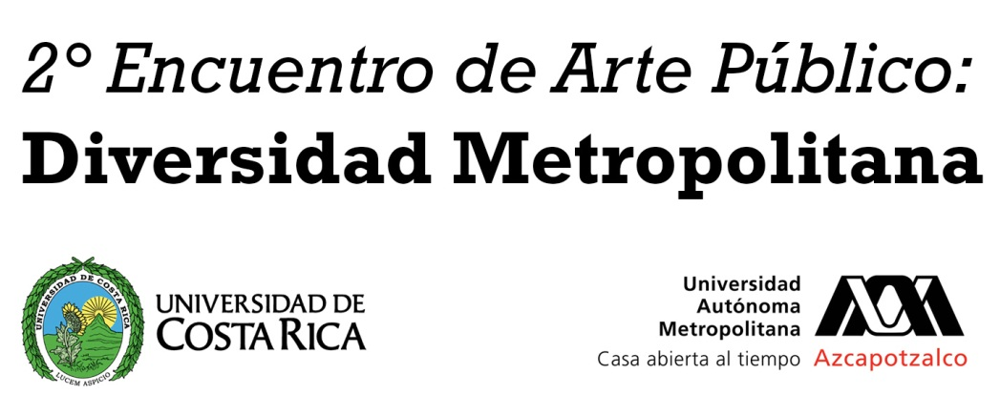 2° Encuentro de Arte Público:
Diversidad Metropolitana
UNIVERSIDAD DE COSTA RICA
LUCEM ASPICIO
UNIVERSIDAD DE
COSTA RICA
Universidad
Autónoma
Metropolitana
Casa abierta al tiempo Azcapotzalco